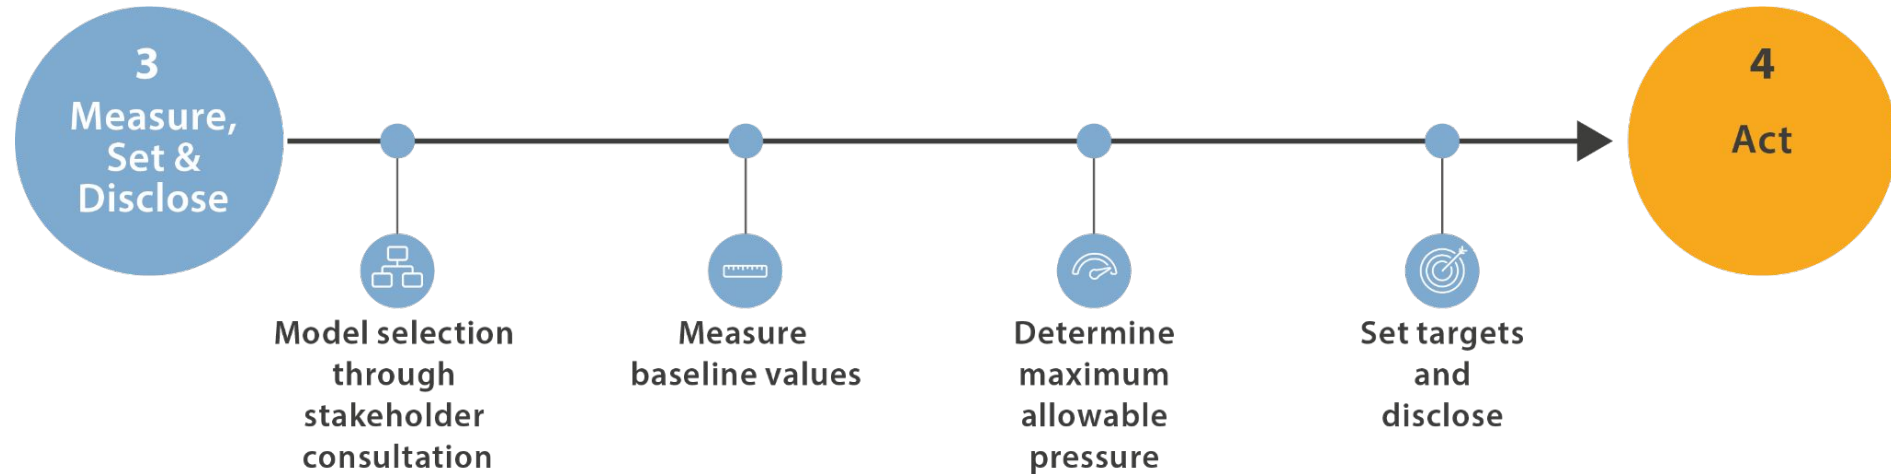 3
Measure,
Set &
Disclose
Model selection
through
stakeholder
consultation
Measure
baseline values
Determine
maximum
allowable
pressure
Set targets
and
disclose
4
Act